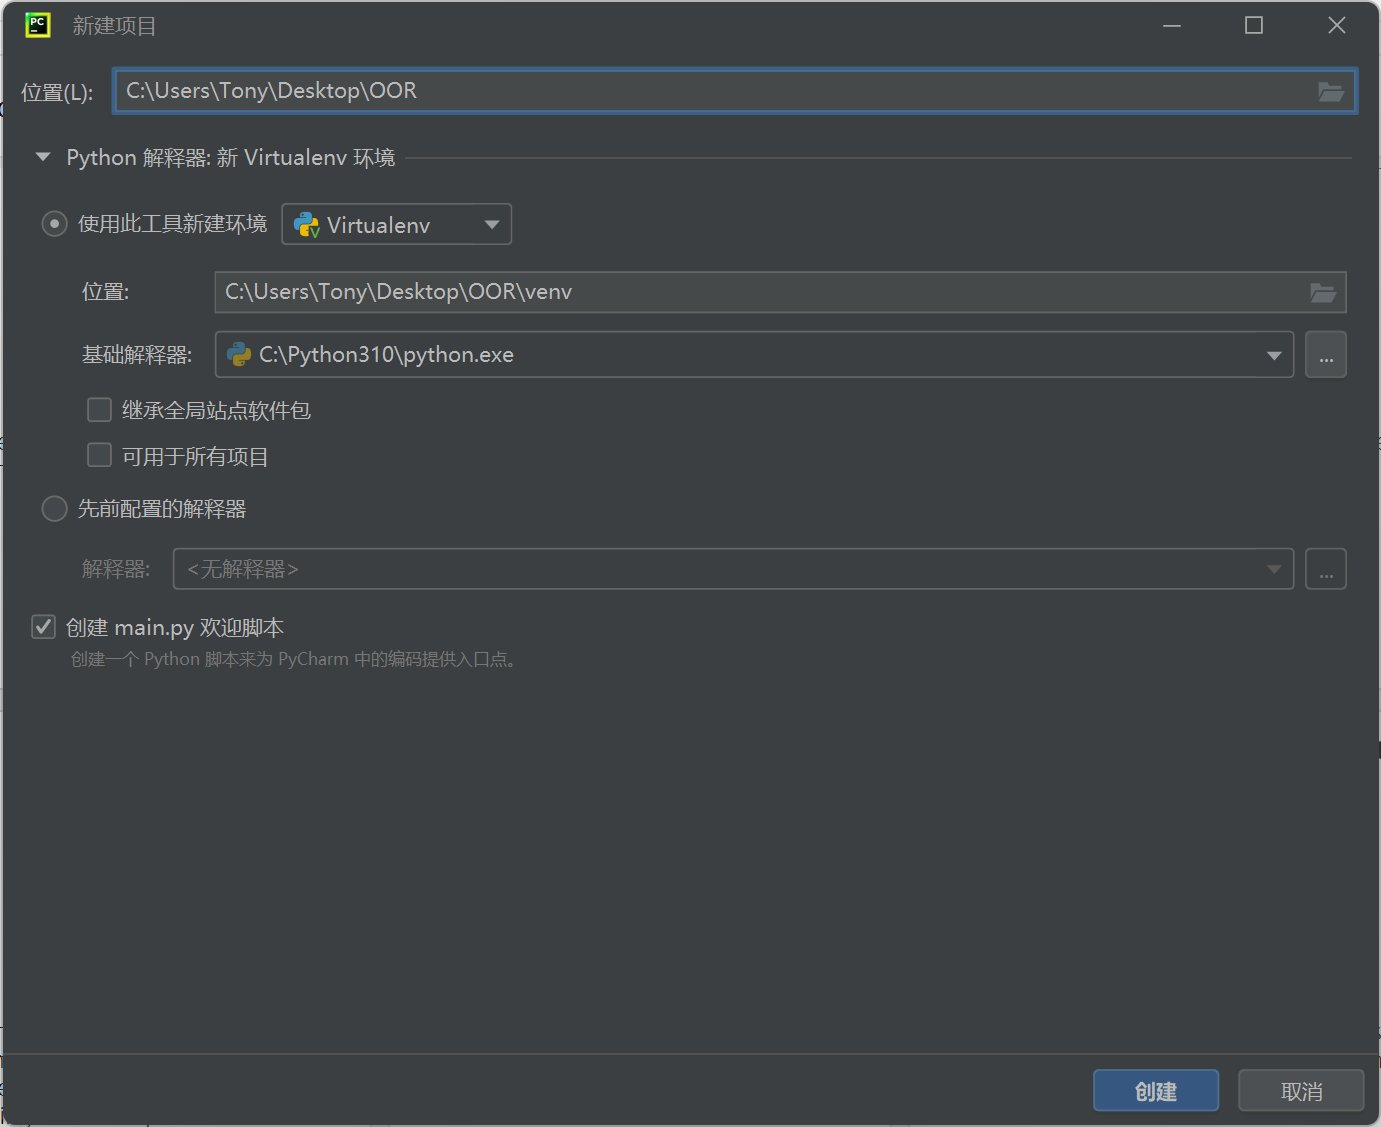 PC
新建项目
位置(L): C:\Users\Tony\Desktop\OOR
Python 解释器: 新 Virtualenv 环境
使用此工具新建环境 Virtualenv
位置: C:\Users\Tony\Desktop\OOR\venv
基础解释器: C:\Python310\python.exe ...
继承全局站点软件包
可用于所有项目
先前配置的解释器
解释器: <无解释器> ...
创建 main.py 欢迎脚本
创建一个 Python 脚本来为 PyCharm 中的编码提供入口点。
创建 取消